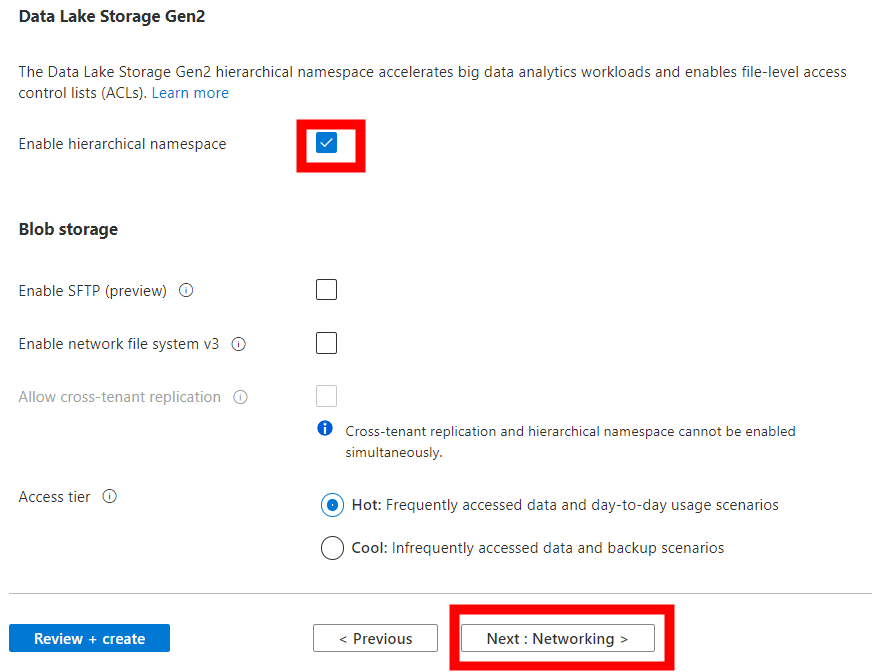 Data Lake Storage Gen2
The Data Lake Storage Gen2 hierarchical namespace accelerates big data analytics workloads and enables file-level access
control lists (ACLs). Learn more
Enable hierarchical namespace
Blob storage
Enable SFTP (preview)
Enable network file system v3
Allow cross-tenant replication
Cross-tenant replication and hierarchical namespace cannot be enabled
simultaneously.
Access tier
Hot: Frequently accessed data and day-to-day usage scenarios
Cool: Infrequently accessed data and backup scenarios
Review + create
< Previous
Next : Networking >